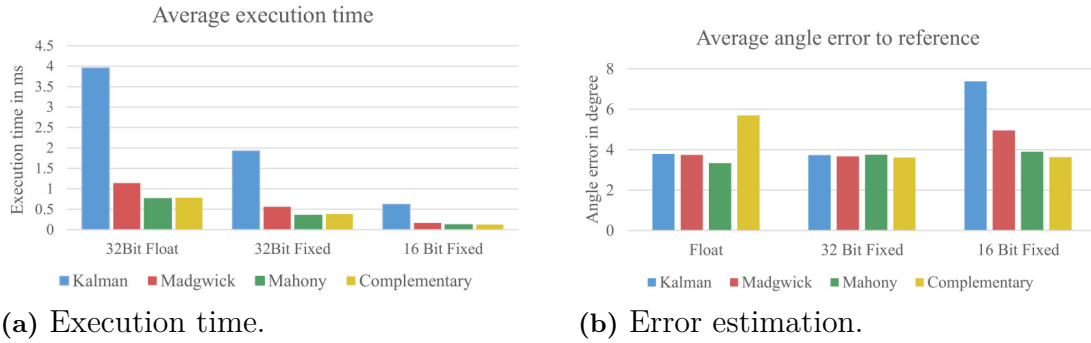 Average execution time
Execution time in ms
4.5
4
3.5
3
2.5
2
1.5
1
0.5
0
32Bit Float 32Bit Fixed 16 Bit Fixed
Kalman Madgwick Mahony Complementary
(a) Execution time.
Average angle error to reference
Angle error in degree
8
6
4
2
0
Float 32 Bit Fixed 16 Bit Fixed
Kalman Madgwick Mahony Complementary
(b) Error estimation.